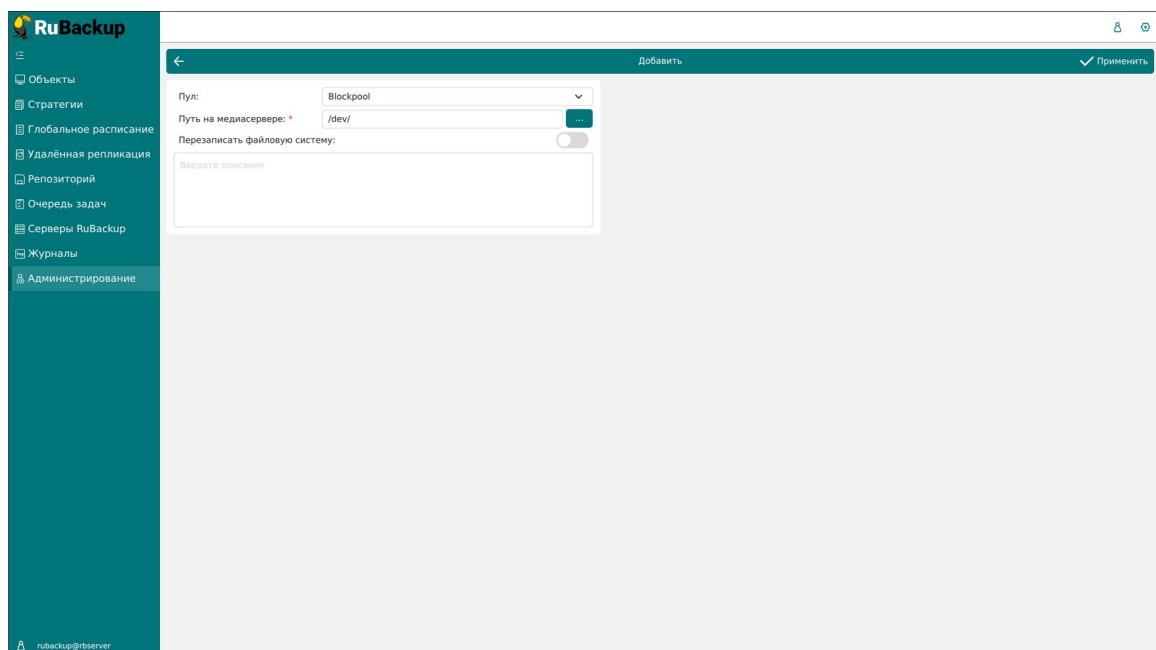 RuBackup
Добавить
Применить
Объекты
Стратегии
Глобальное расписание
Удалённая репликация
Репозиторий
Очередь задач
Серверы RuBackup
Журналы
Администрирование
Пул:
Blockpool
Путь на медиасервере: *
/dev/
...
Перезаписать файловую систему:
Введите описание
rubackup@rbserver